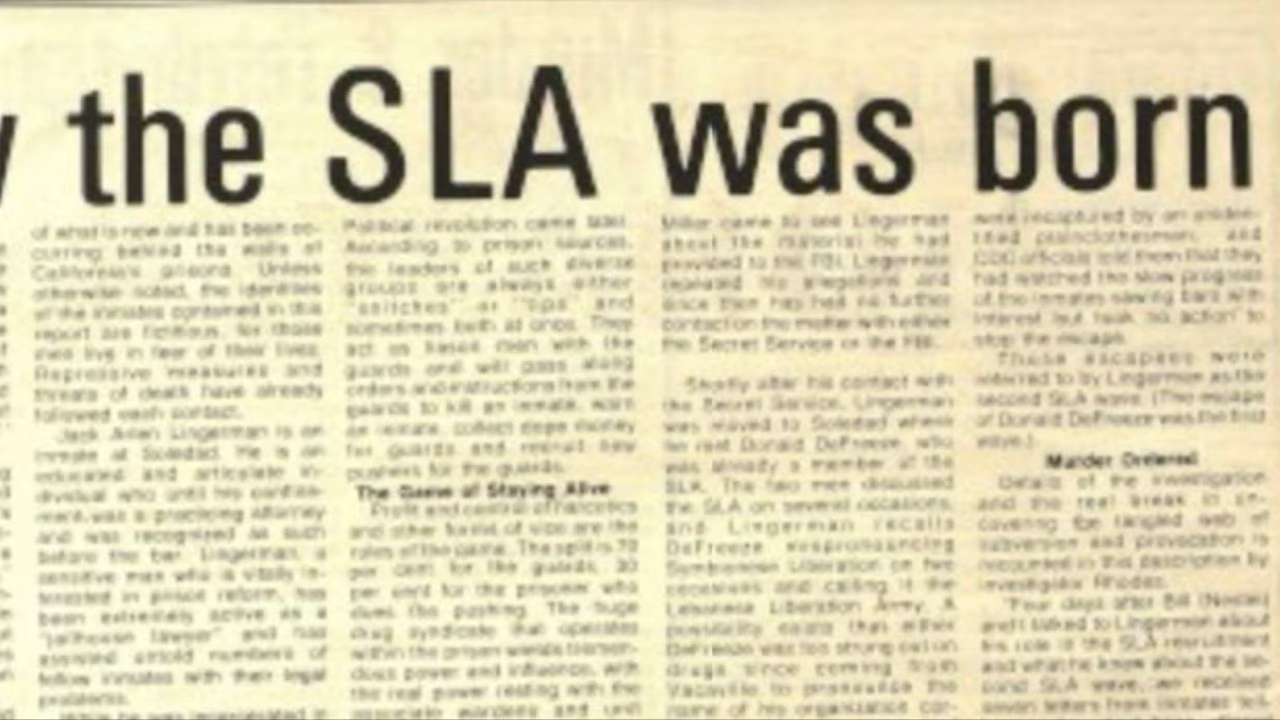 the SLA was born
of what is now and has been oc-
curring behind the walls of
California's prisons. Unless
otherwise noted, the identities
of the inmates contained in this
report are fictitious, for these
men live in fear of their lives.
Repressive measures and
threats of death have already
followed each contact.
Jack Allen Lingerman is an
inmate at Soledad. He is an
educated and articulate in-
dividual who until his confine-
ment was a practicing attorney
and was recognized as such
before the bar. Lingerman, a
sensitive man who is vitally in-
terested in prison reform, has
been extremely active as a
"jailhouse lawyer" and has
assisted untold numbers of
fellow inmates with their legal
problems.
While he was incarcerated in
Political revolution came later.
According to prison sources,
the leaders of such diverse
groups are always either
"snitches" or "tips" and
sometimes both at once. They
act as liason men with the
guards and will pass along
orders and instructions from the
guards to kill an inmate, warn
an inmate, collect dope money
for guards and recruit new
pushers for the guards.
The Game of Staying Alive
Profit and control of narcotics
and other forms of vice are the
rules of the game. The split is 70
per cent for the guards, 30
per cent for the prisoner who
does the pushing. The huge
drug syndicate that operates
within the prison wields tremen-
dous power and influence, with
the real power resting with the
associate wardens and unit
Miller came to see Lingerman
about the material he had
provided to the FBI. Lingerman
repeated his allegations and
since then has had no further
contact on the matter with either
the Secret Service or the FBI.
Shortly after his contact with
the Secret Service, Lingerman
was moved to Soledad where
he met Donald DeFreeze, who
was already a member of the
SLA. The two men discussed
the SLA on several occasions,
and Lingerman recalls
DeFreeze mispronouncing
Symbionese Liberation on two
occasions and calling it the
Lebanese Liberation Army. A
possibility exists that either
DeFreeze was too strung out on
drugs since coming from
Vacaville to pronounce the
name of his organization cor-
were recaptured by an uniden-
tified plainclothesman, and
CDC officials told them that they
had watched the slow progress
of the inmates sawing bars with
interest but took "no action" to
stop the escape.
These escapees were
referred to by Lingerman as the
second SLA wave. (The escape
of Donald DeFreeze was the first
wave.)
Murder Ordered
Details of the investigation
and the real break in un-
covering the tangled web of
subversion and provocation is
recounted in this description by
investigator Rhodes.
"Four days after Bill
and I talked to Lingerman about
his role in the SLA recruitment
and what he knew about the se-
cond SLA wave, we received
seven letters from inmates